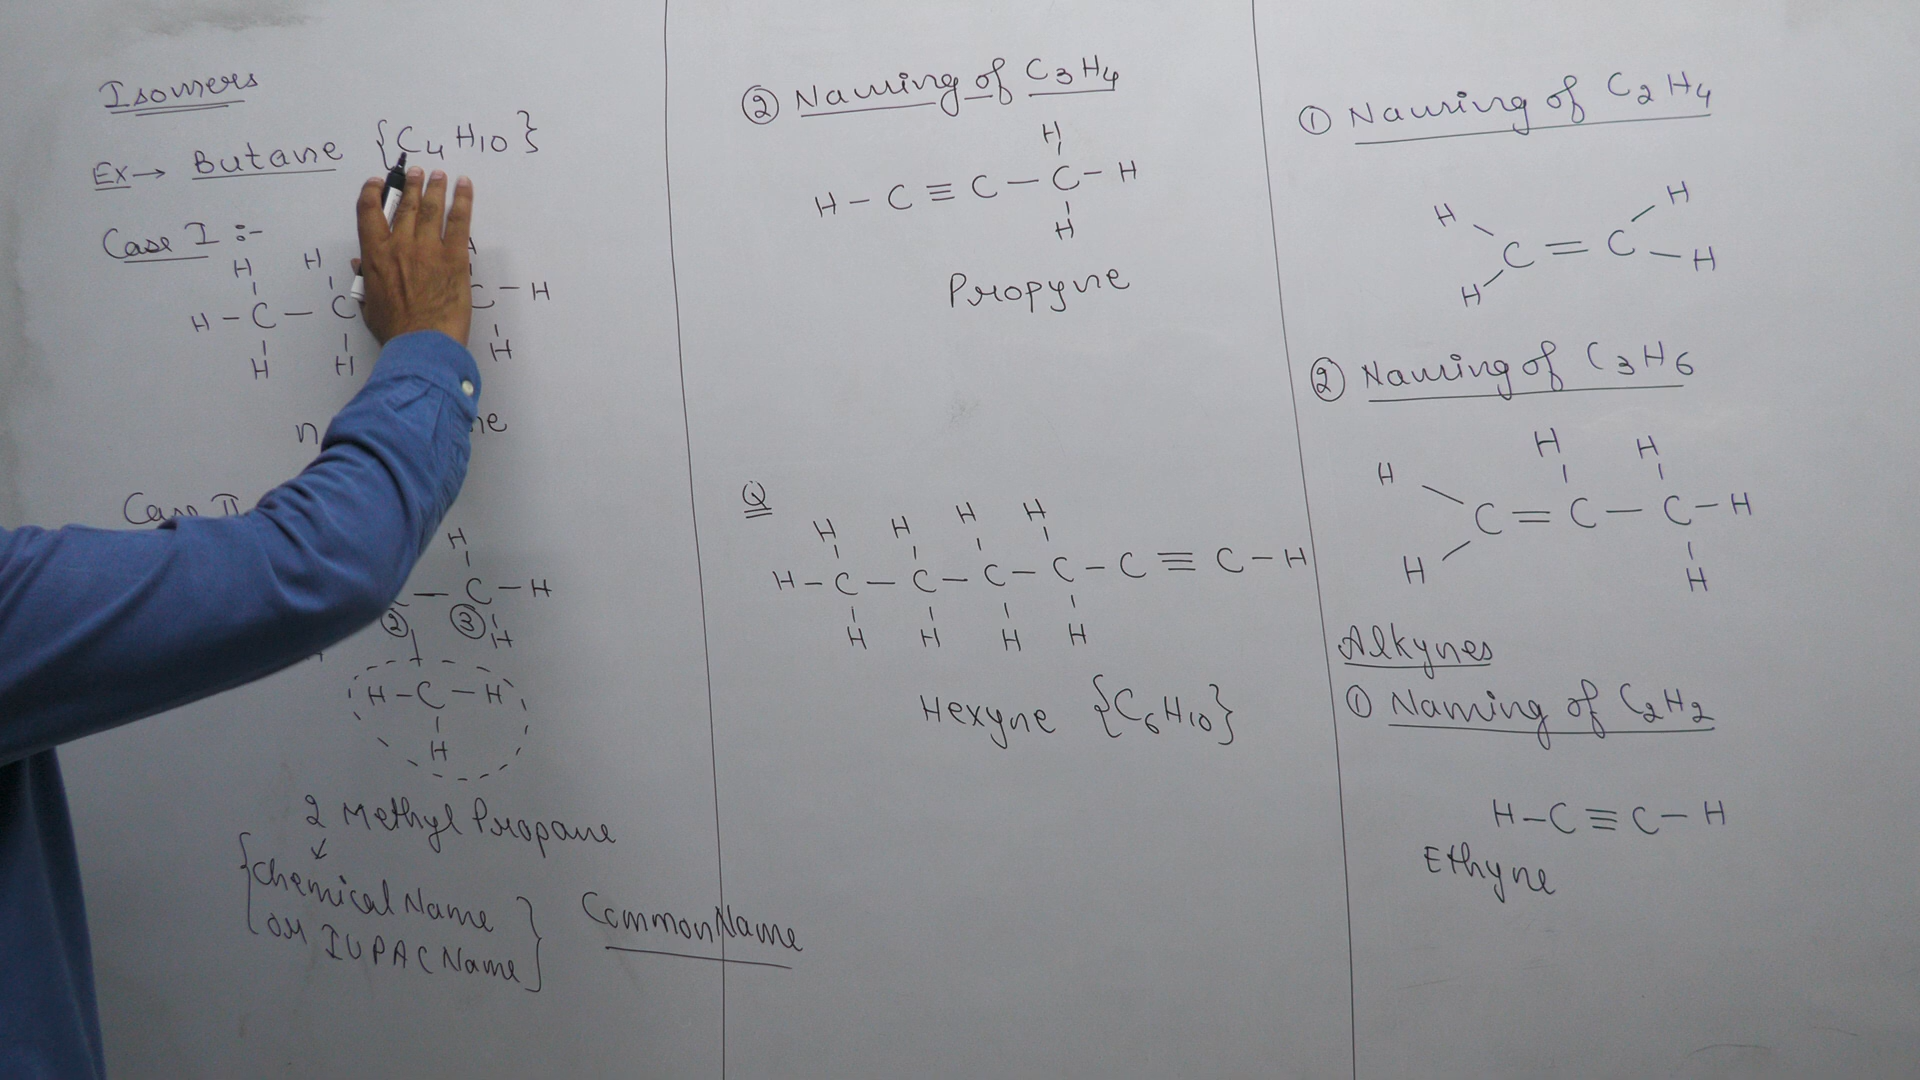 Isomers
Ex→ Butane {C4H10}
Case I :-
H H H
H - C - C C - H
H H H
n ne
Case II
H
C - C - H
② ③ H
H - C - H
H
2 Methyl Propane
{Chemical Name
or IUPAC Name}
Common Name
② Naming of C3H4
H
H - C ≡ C - C - H
H
Propyne
Q
H H H H
H - C - C - C - C - C ≡ C - H
H H H H
Hexyne {C6H10}
① Naming of C2H4
H H
C = C
H H
② Naming of C3H6
H H H
C = C - C - H
H H
Alkynes
① Naming of C2H2
H - C ≡ C - H
Ethyne